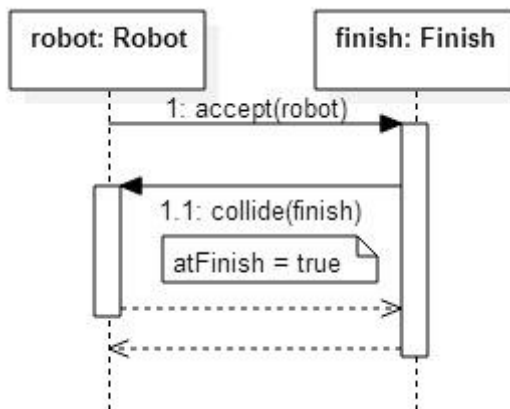 robot: Robot
finish: Finish
1: accept(robot)
1.1: collide(finish)
atFinish = true